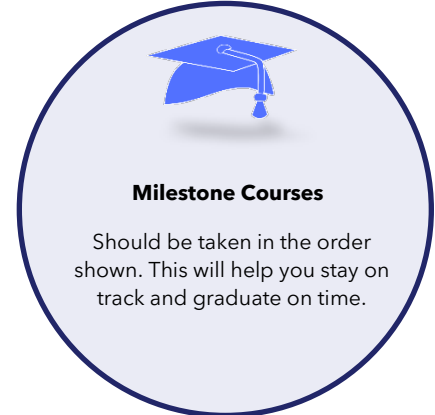 Milestone Courses
Should be taken in the order
shown. This will help you stay on
track and graduate on time.